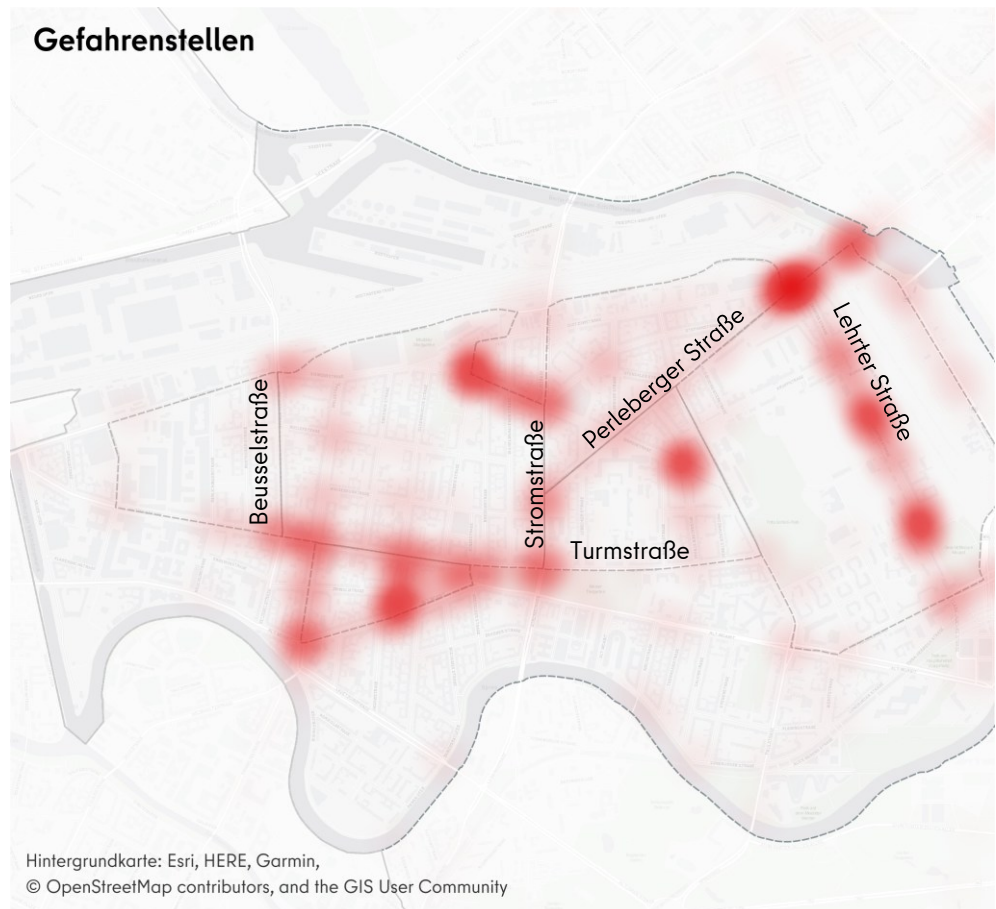 Gefahrenstellen
Lehrter Straße
Perleberger Straße
Beusselstraße
Stromstraße
Turmstraße
Hintergrundkarte: Esri, HERE, Garmin,
© OpenStreetMap contributors, and the GIS User Community